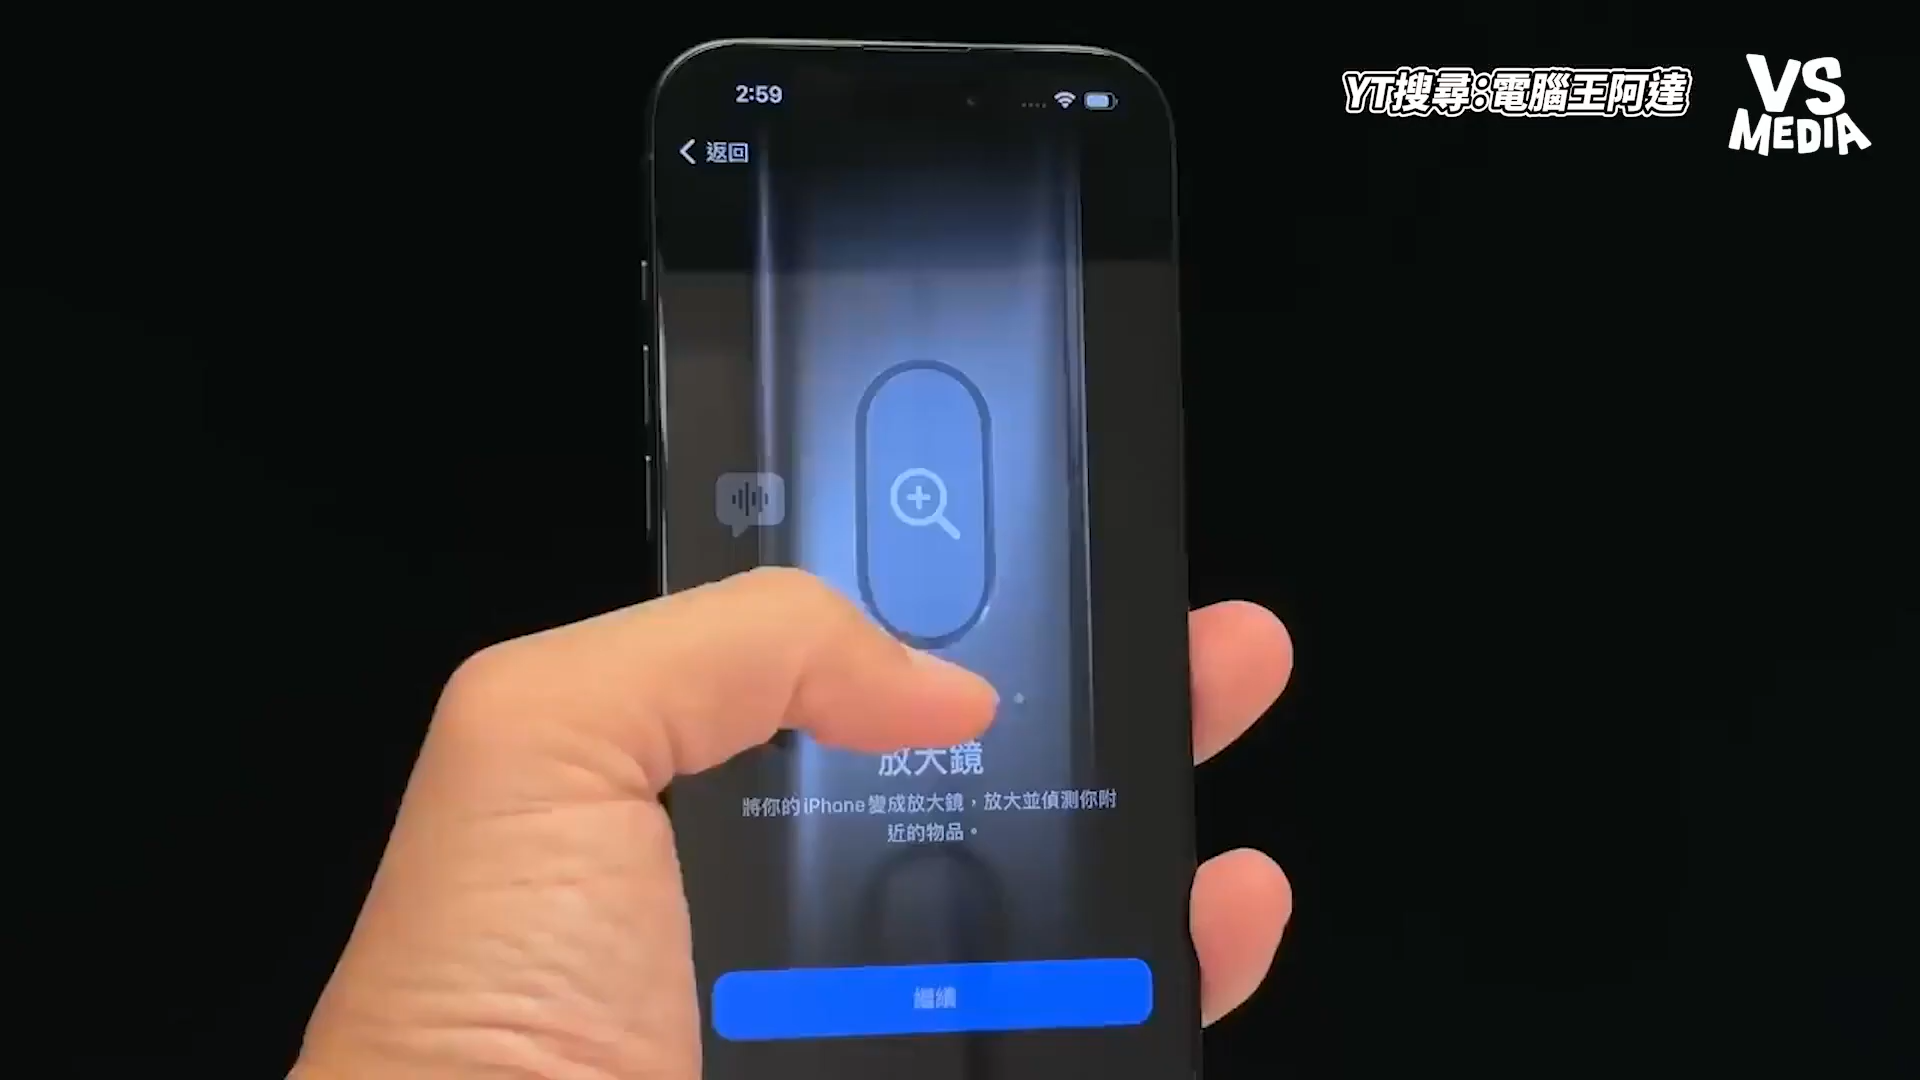 2:59
YT搜尋:電腦王阿達
VS
MEDIA
返回
放大鏡
將你的iPhone變成放大鏡，放大並偵測你附
近的物品。
繼續